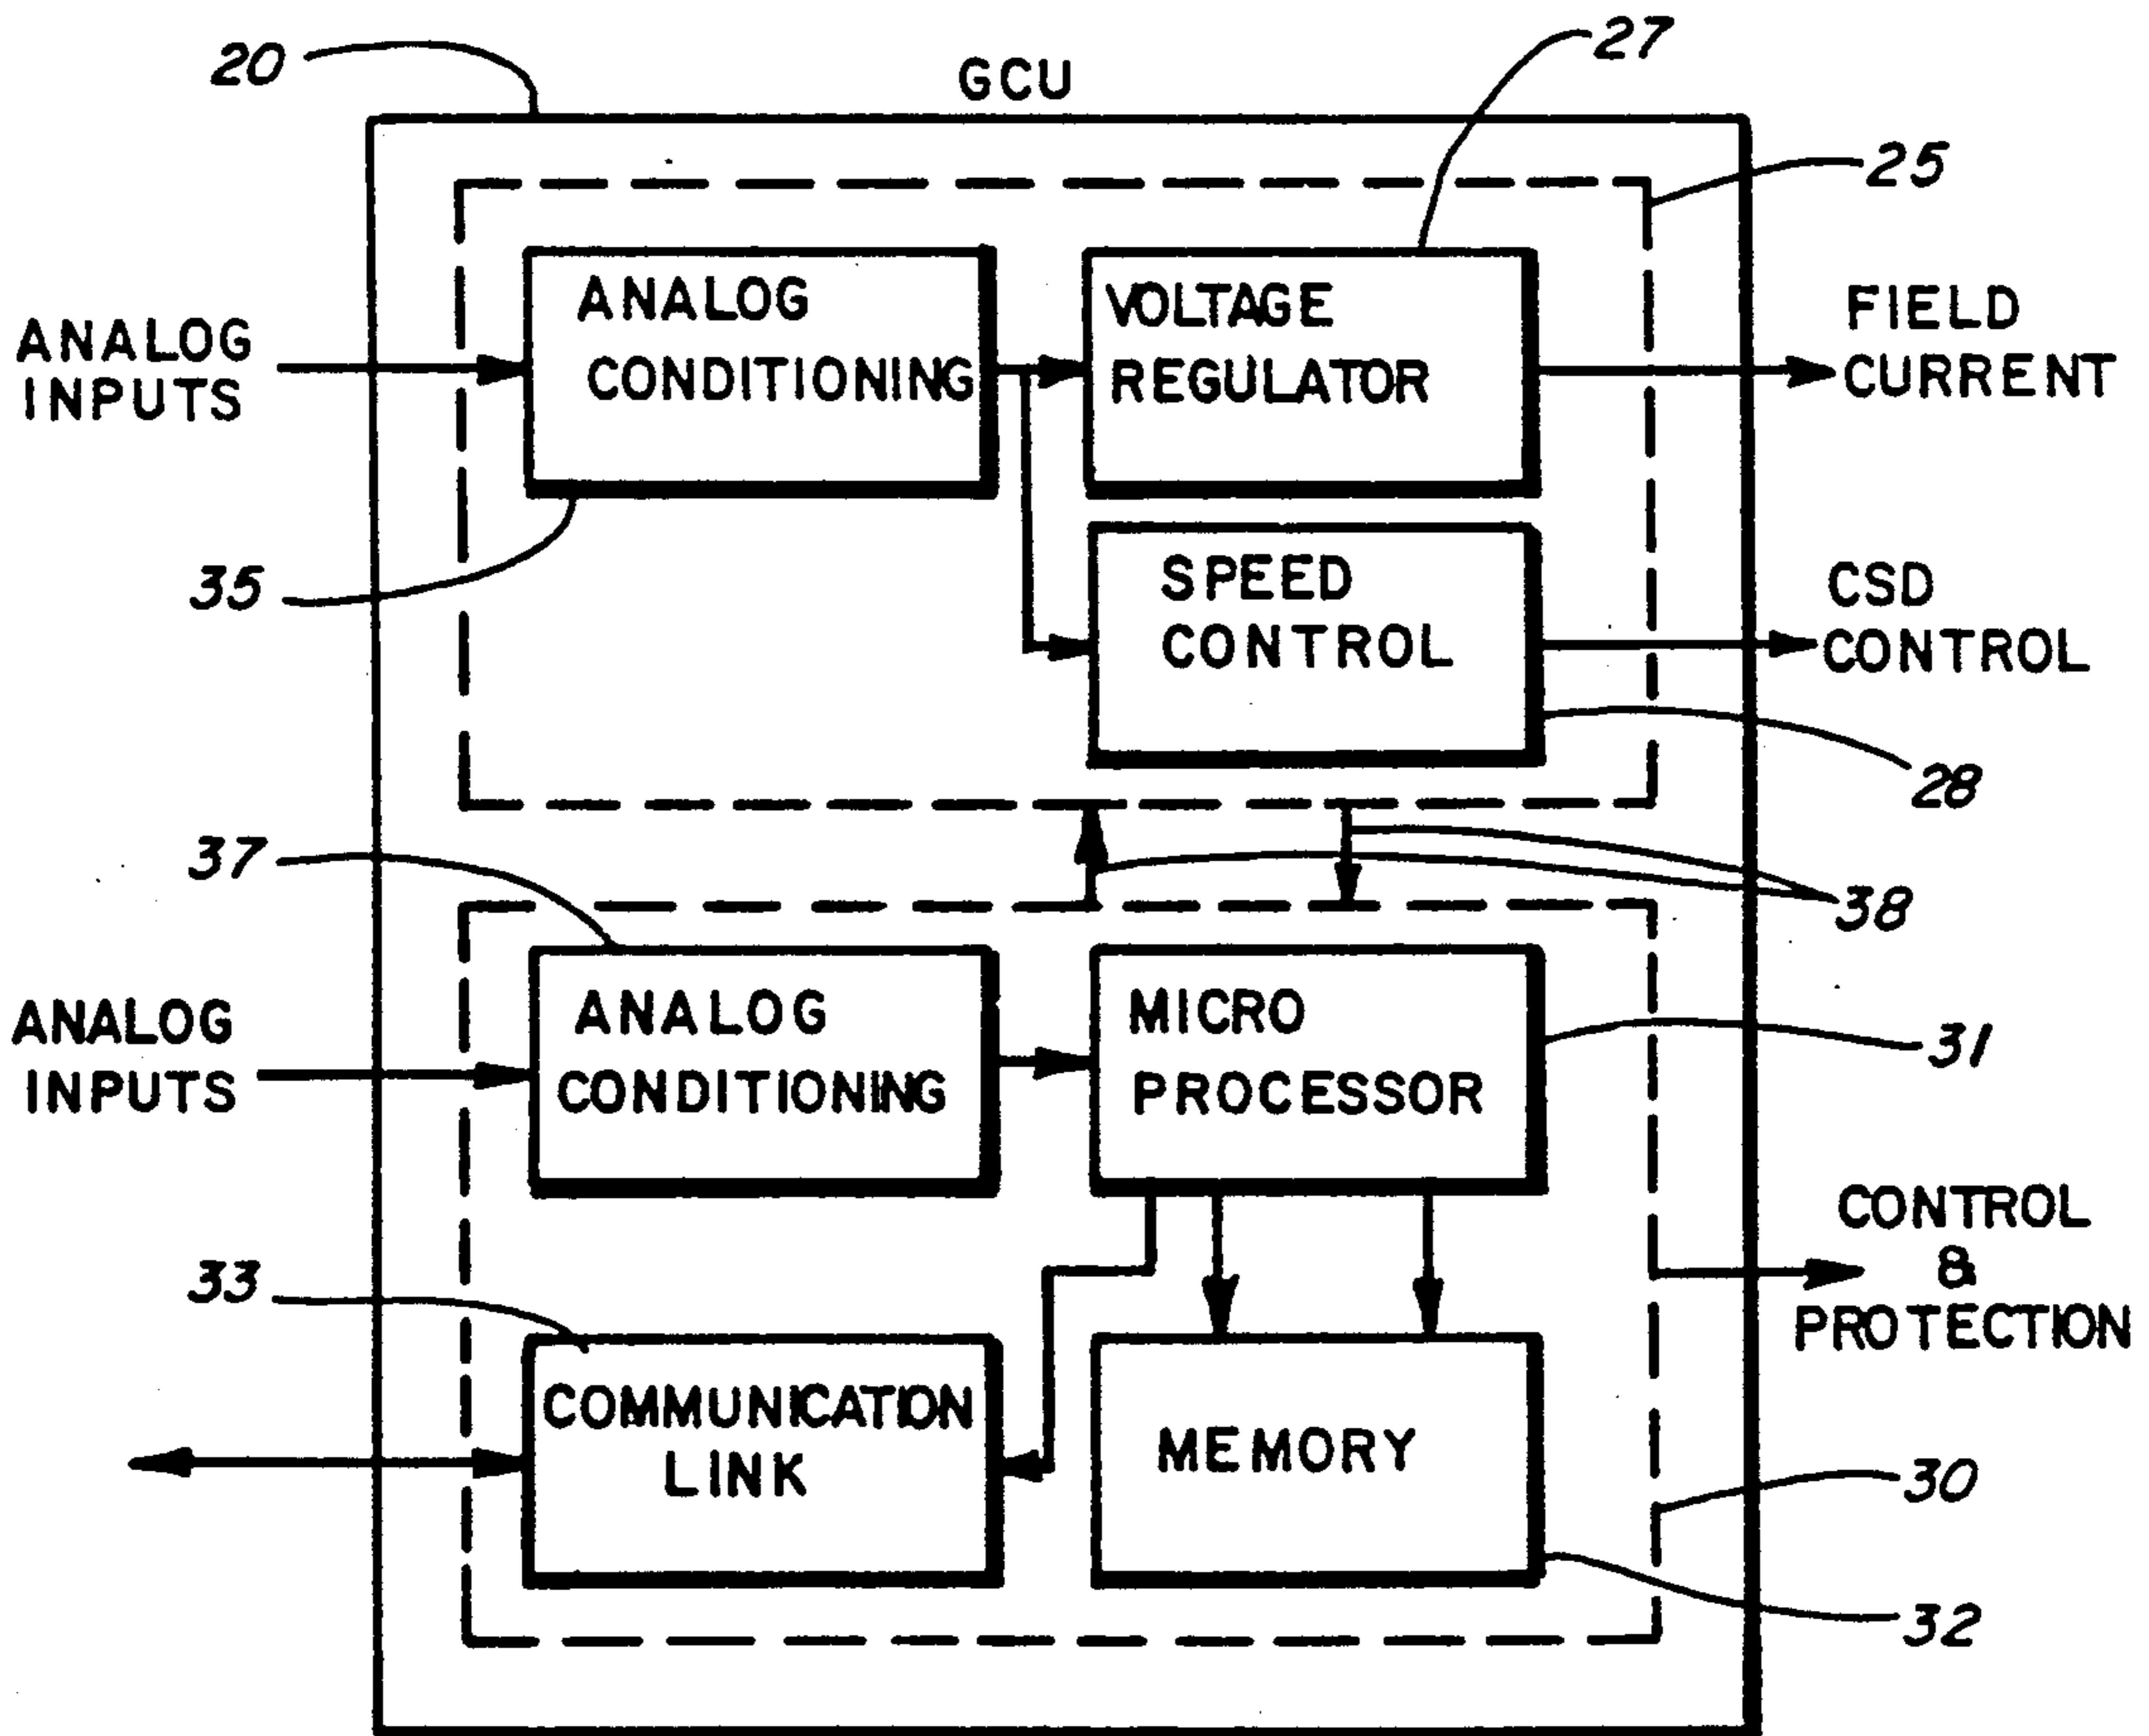 20
GCU
27
25
ANALOG
INPUTS
ANALOG
CONDITIONING
VOLTAGE
REGULATOR
FIELD
CURRENT
35
SPEED
CONTROL
CSD
CONTROL
28
37
38
ANALOG
INPUTS
ANALOG
CONDITIONING
MICRO
PROCESSOR
31
CONTROL
&
PROTECTION
33
COMMUNICATION
LINK
MEMORY
30
32